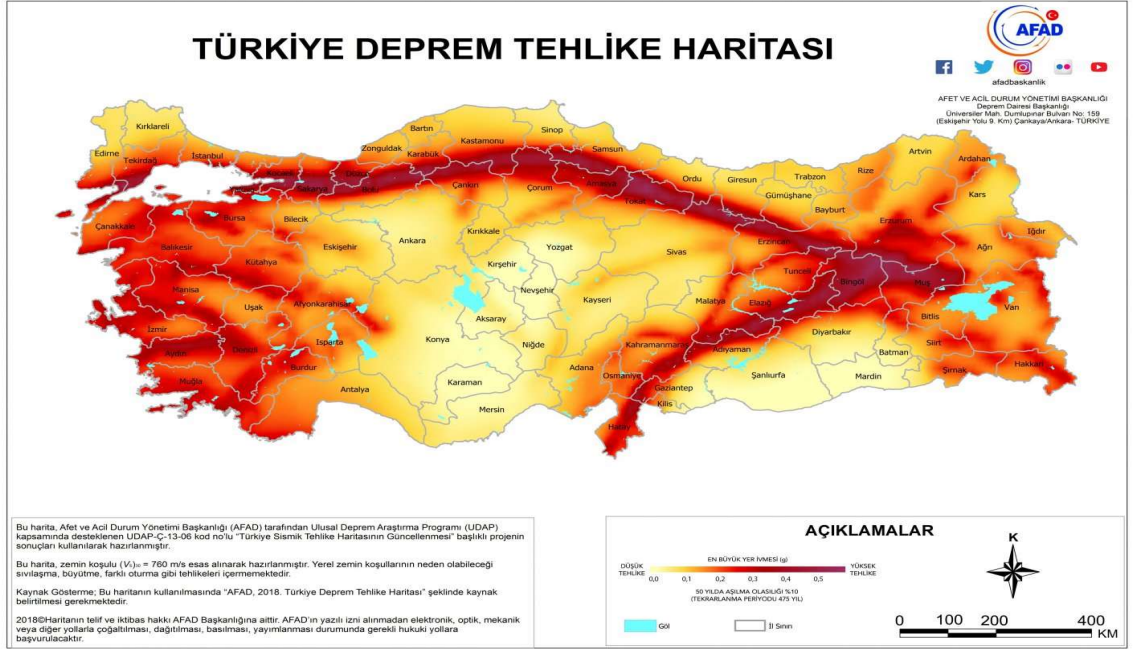 TÜRKİYE DEPREM TEHLİKE HARİTASI
AFAD
afadbaskanlik
AFET VE ACİL DURUM YÖNETİMİ BAŞKANLIĞI
Deprem Dairesi Başkanlığı
Üniversiler Mah. Dumlupınar Bulvarı No: 159
(Eskişehir Yolu 9. Km) Çankaya/Ankara- TÜRKİYE
Kırklareli
Edirne
Tekirdağ
İstanbul
Kocaeli
Yalova
Sakarya
Düzce
Bolu
Zonguldak
Bartın
Karabük
Kastamonu
Sinop
Samsun
Çankırı
Çorum
Amasya
Tokat
Ordu
Giresun
Trabzon
Gümüşhane
Bayburt
Rize
Artvin
Ardahan
Kars
Erzurum
Iğdır
Ağrı
Çanakkale
Balıkesir
Bursa
Bilecik
Eskişehir
Kütahya
Ankara
Kırıkkale
Yozgat
Kırşehir
Nevşehir
Sivas
Erzincan
Tunceli
Bingöl
Muş
Manisa
Uşak
Afyonkarahisar
İzmir
Aydın
Denizli
Isparta
Burdur
Muğla
Antalya
Konya
Aksaray
Niğde
Kayseri
Karaman
Mersin
Adana
Kahramanmaraş
Osmaniye
Hatay
Malatya
Elazığ
Adıyaman
Gaziantep
Kilis
Şanlıurfa
Diyarbakır
Mardin
Batman
Bitlis
Siirt
Şırnak
Van
Hakkari
Bu harita, Afet ve Acil Durum Yönetimi Başkanlığı (AFAD) tarafından Ulusal Deprem Araştırma Programı (UDAP)
kapsamında desteklenen UDAP-Ç-13-06 kod no'lu "Türkiye Sismik Tehlike Haritasının Güncellenmesi" başlıklı projenin
sonuçları kullanılarak hazırlanmıştır.
Bu harita, zemin koşulu (Vs)30 = 760 m/s esas alınarak hazırlanmıştır. Yerel zemin koşullarının neden olabileceği
sıvılaşma, büyütme, farklı oturma gibi tehlikeleri içermemektedir.
Kaynak Gösterme; Bu haritanın kullanılmasında "AFAD, 2018. Türkiye Deprem Tehlike Haritası" şeklinde kaynak
belirtilmesi gerekmektedir.
2018©Haritanın telif ve iktibas hakkı AFAD Başkanlığına aittir. AFAD'ın yazılı izni alınmadan elektronik, optik, mekanik
veya diğer yollarla çoğaltılması, dağıtılması, basılması, yayımlanması durumunda gerekli hukuki yollara
başvurulacaktır.
AÇIKLAMALAR
EN BÜYÜK YER İVMESİ (g)
DÜŞÜK
TEHLİKE
YÜKSEK
TEHLİKE
0,0 0,1 0,2 0,3 0,4 0,5
50 YILDA AŞILMA OLASILIĞI %10
(TEKRARLANMA PERİYODU 475 YIL)
Göl
İl Sınırı
K
0 100 200 400
KM